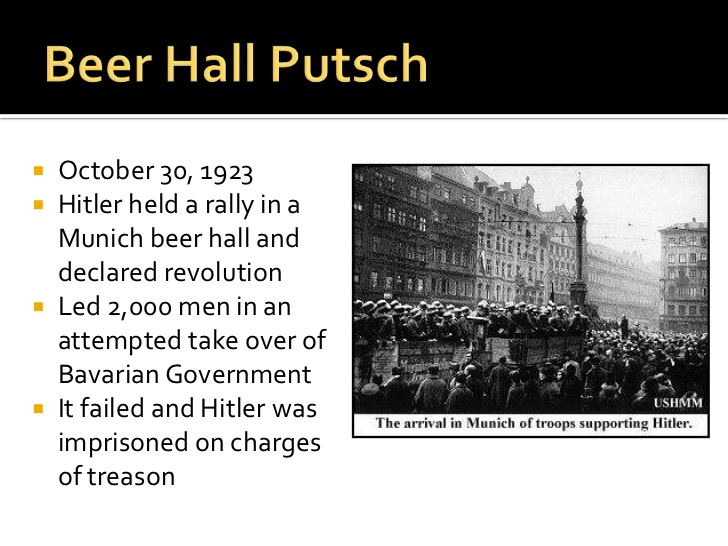 Beer Hall Putsch
October 30, 1923
Hitler held a rally in a
Munich beer hall and
declared revolution
Led 2,000 men in an
attempted take over of
Bavarian Government
It failed and Hitler was
imprisoned on charges
of treason
USHMM
The arrival in Munich of troops supporting Hitler.